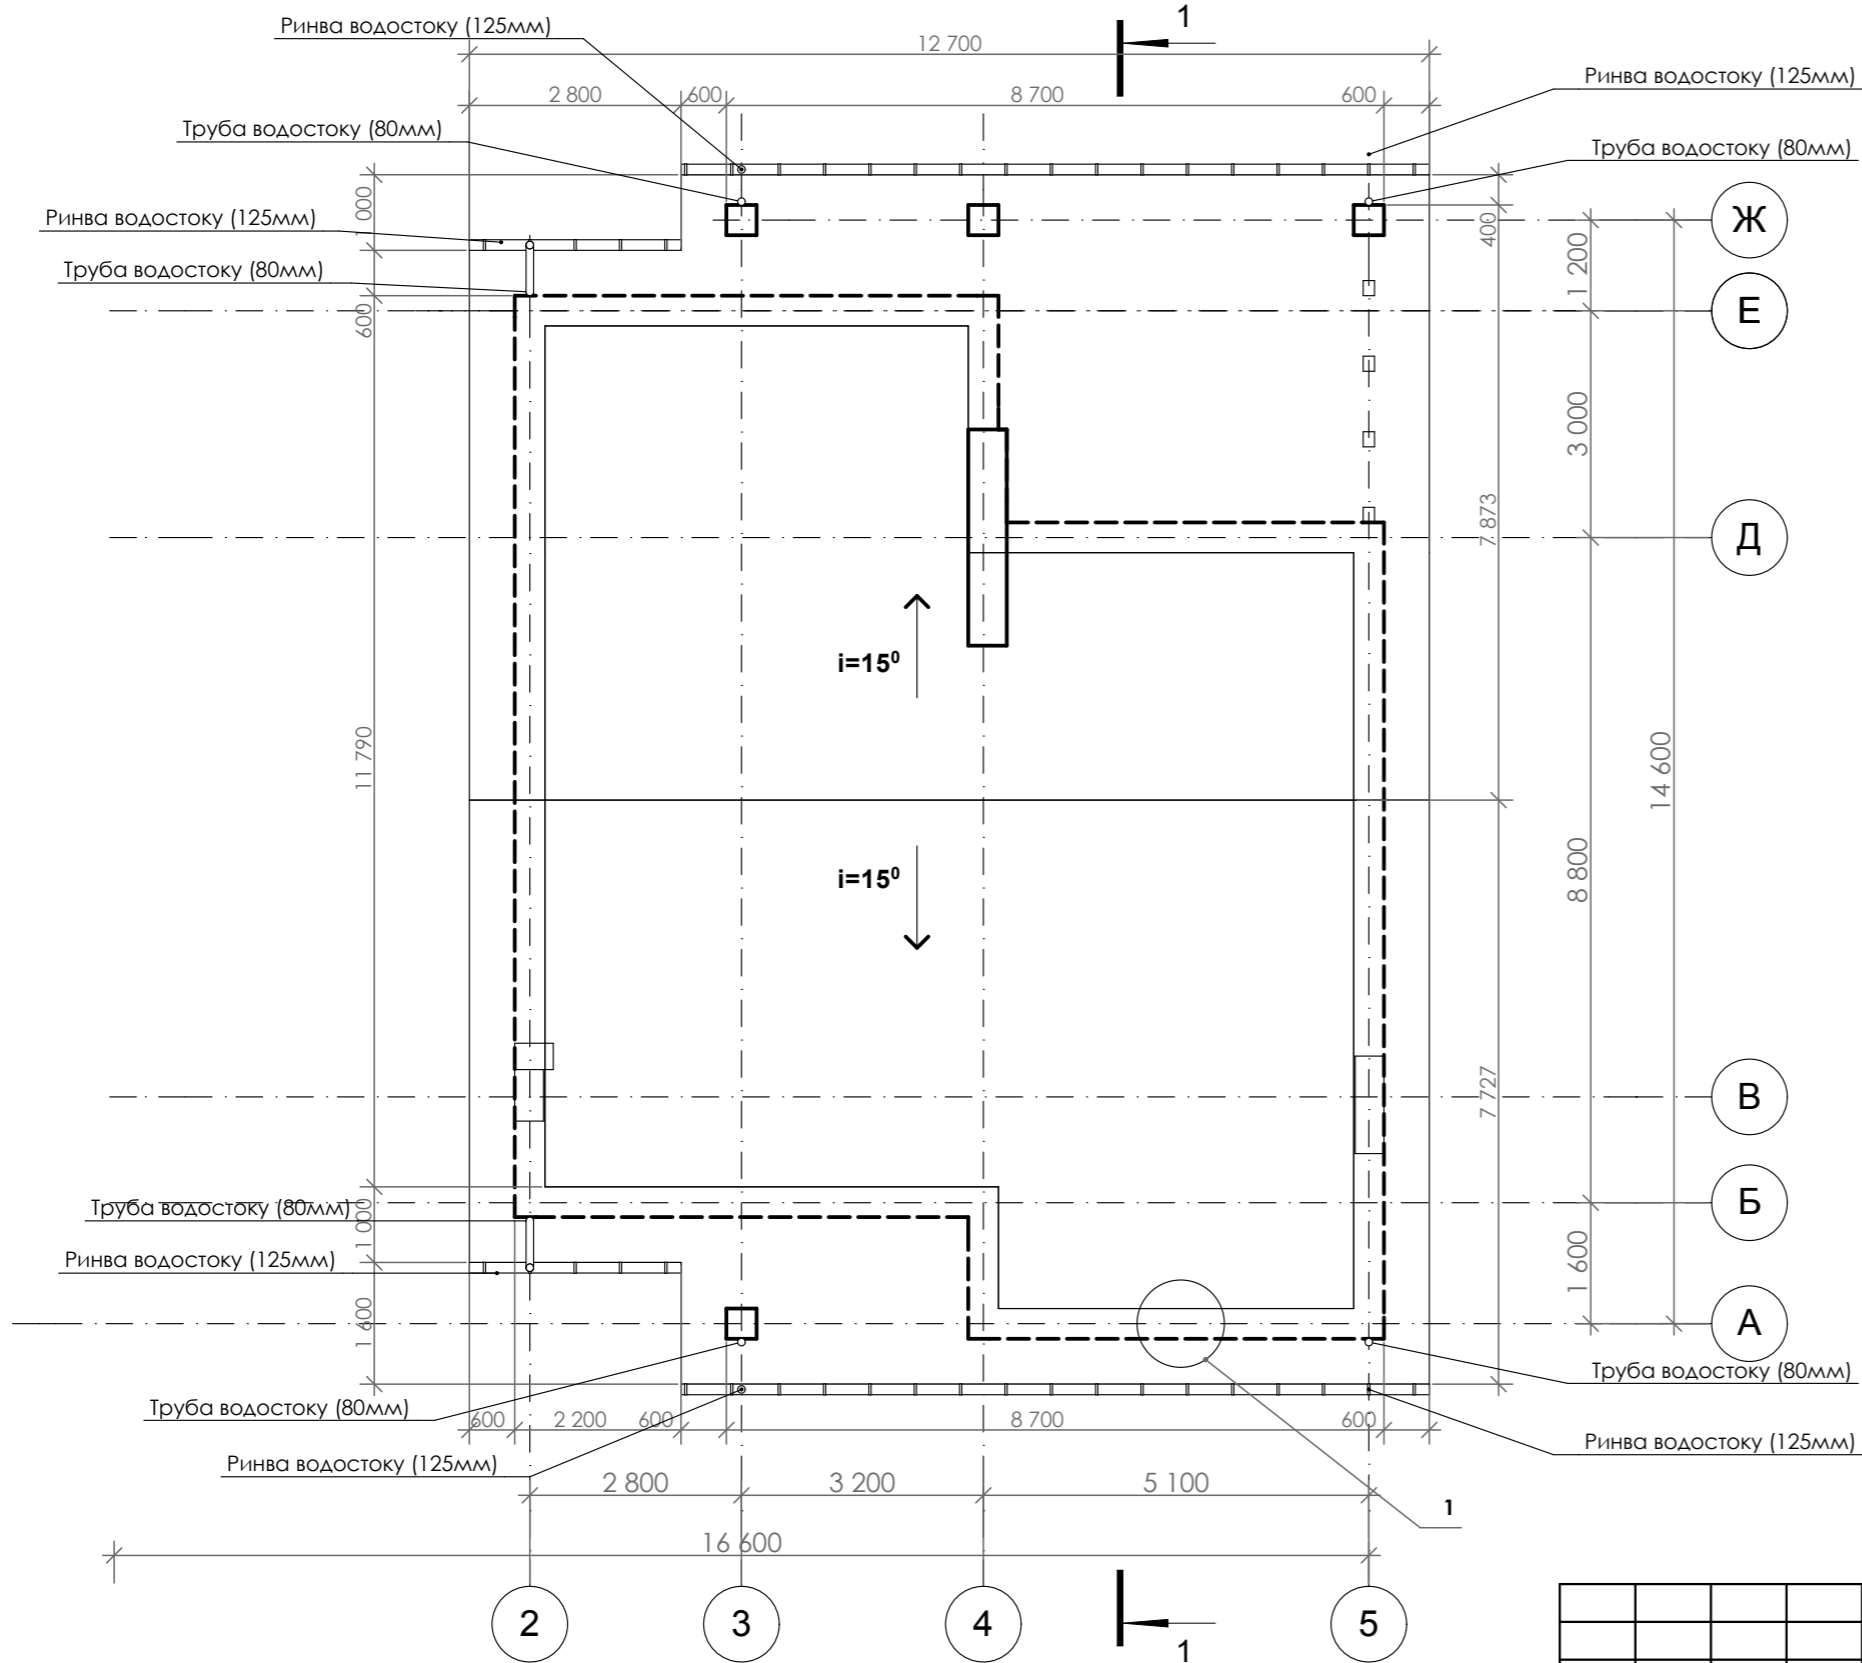 Ринва водостоку (125мм)
1
12 700
Ринва водостоку (125мм)
2 800
600
8 700
600
Труба водостоку (80мм)
Труба водостоку (80мм)
1 000
Ринва водостоку (125мм)
400
Ж
1 200
Труба водостоку (80мм)
600
Е
3 000
7 873
Д
i=15⁰
11 790
14 600
i=15⁰
8 800
7 727
В
Труба водостоку (80мм)
1 000
Б
Ринва водостоку (125мм)
1 600
1 600
А
Труба водостоку (80мм)
Труба водостоку (80мм)
600
2 200
600
8 700
600
Ринва водостоку (125мм)
Ринва водостоку (125мм)
2 800
3 200
5 100
1
16 600
2
3
4
5
1